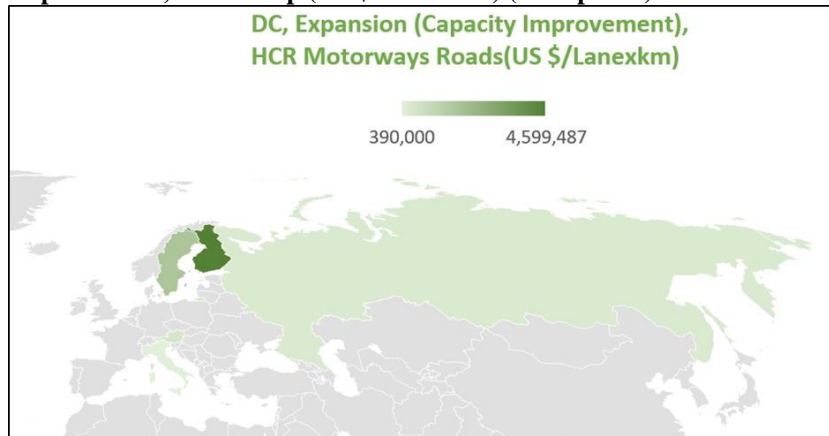 DC, Expansion (Capacity Improvement),
HCR Motorways Roads(US $/Lanexkm)
390,000 4,599,487